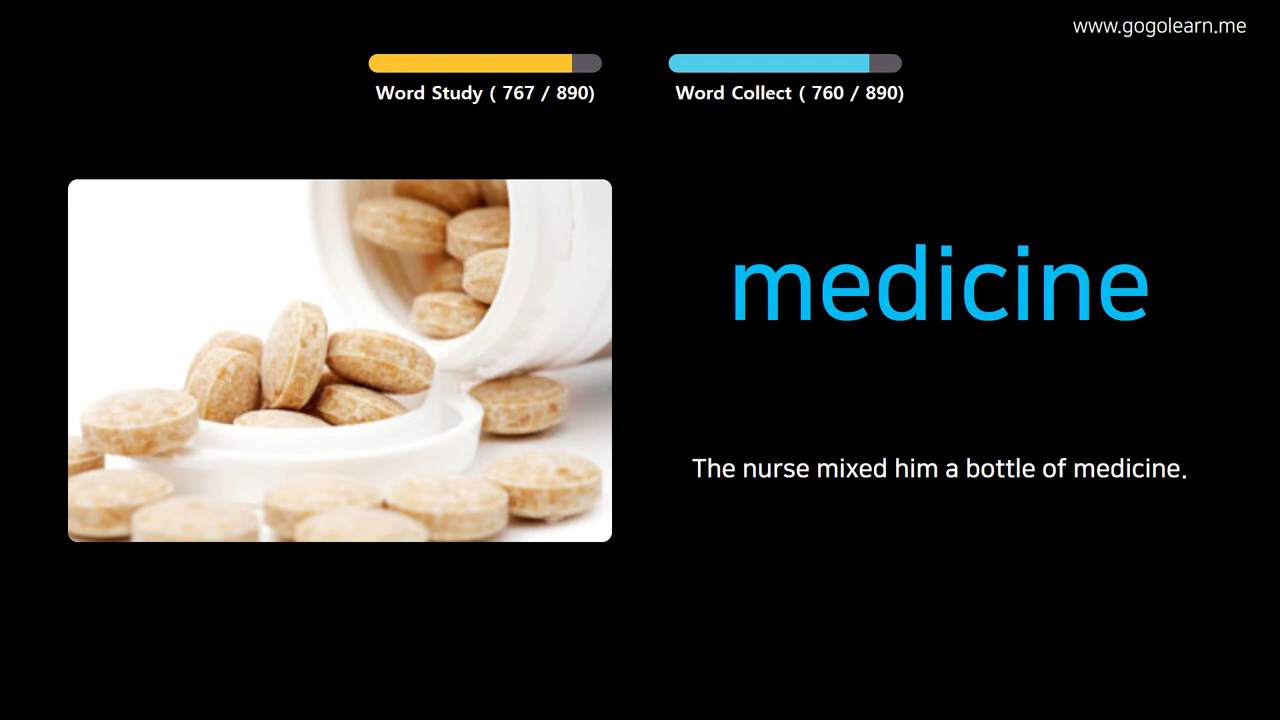 www.gogolearn.me
Word Study ( 767 / 890)
Word Collect ( 760 / 890)
medicine
The nurse mixed him a bottle of medicine.